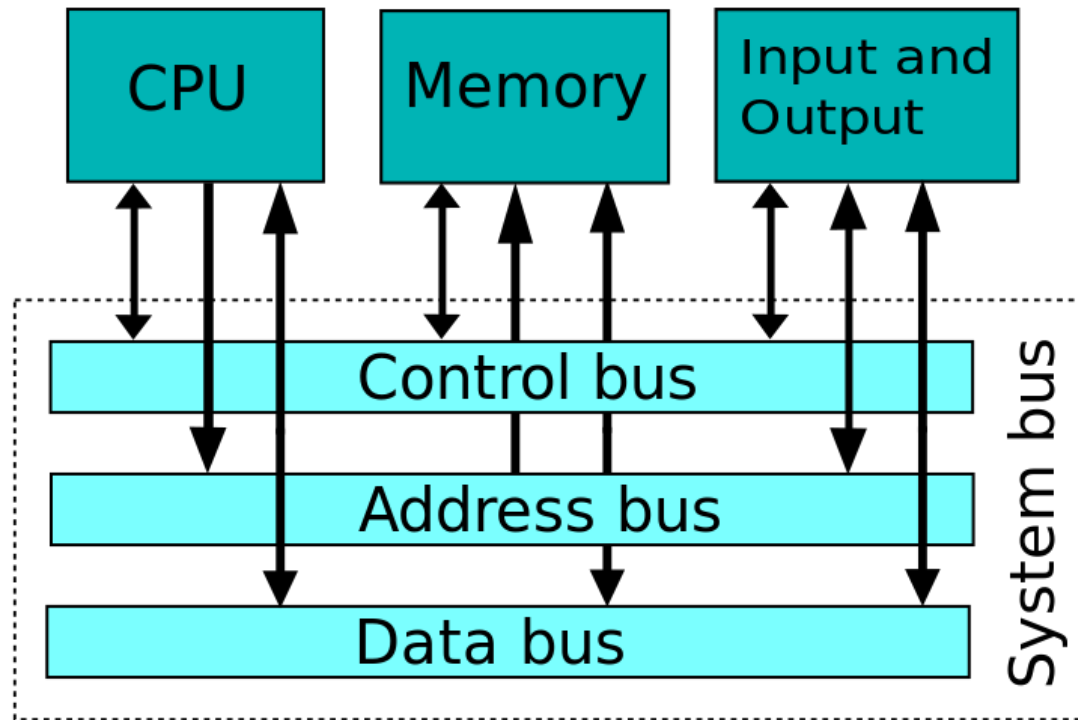 CPU
Memory
Input and
Output
Control bus
Address bus
Data bus
System bus